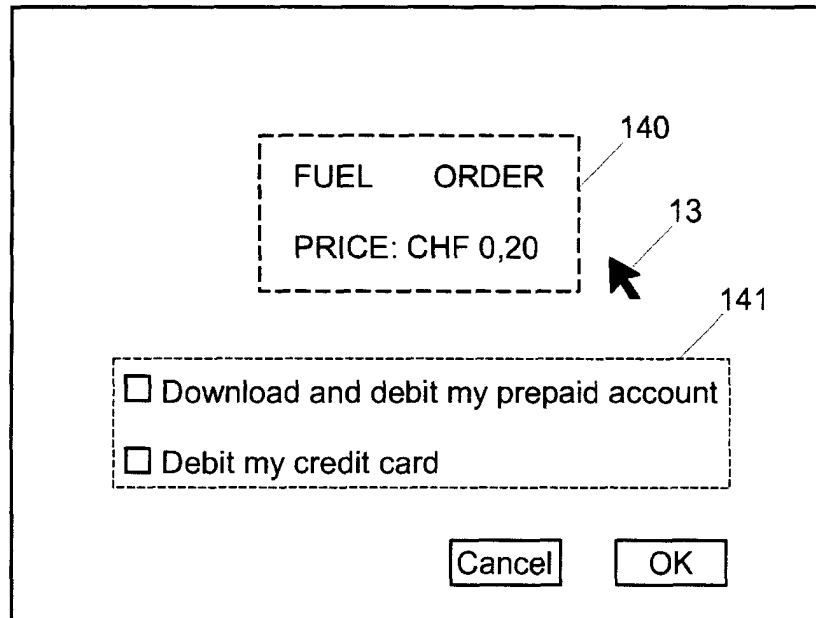 140
FUEL ORDER
13
PRICE: CHF 0,20
141
Download and debit my prepaid account
Debit my credit card
Cancel OK